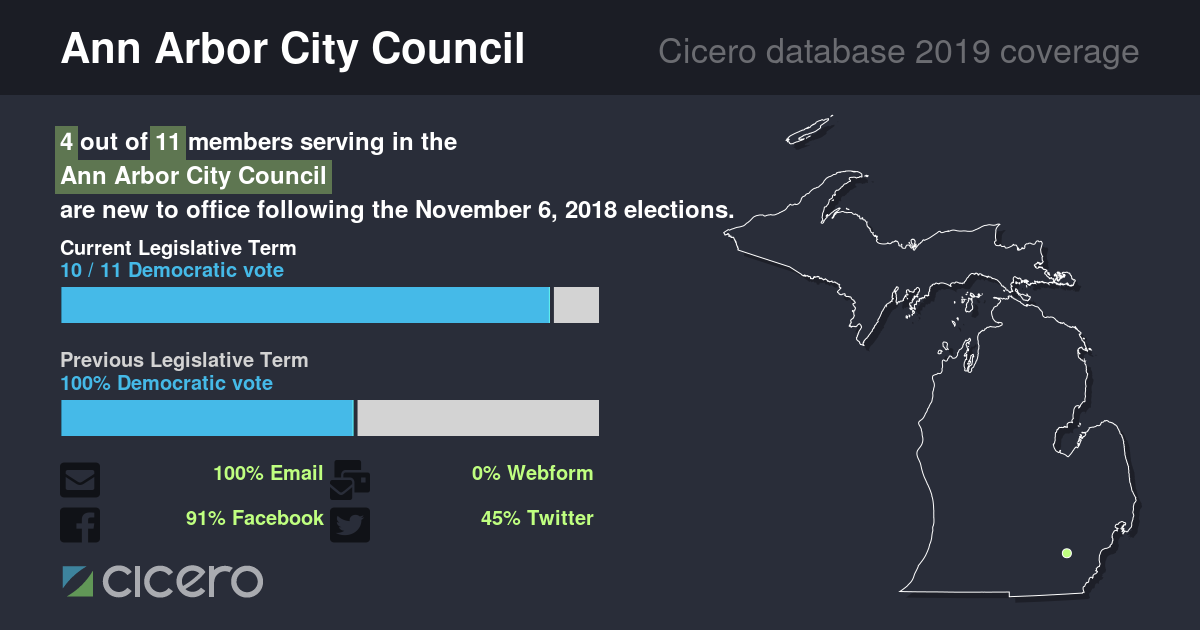 Ann Arbor City Council
Cicero database 2019 coverage
4 out of 11 members serving in the
Ann Arbor City Council
are new to office following the November 6, 2018 elections.
Current Legislative Term
10 / 11 Democratic vote
Previous Legislative Term
100% Democratic vote
100% Email
0% Webform
91% Facebook
45% Twitter
cicero